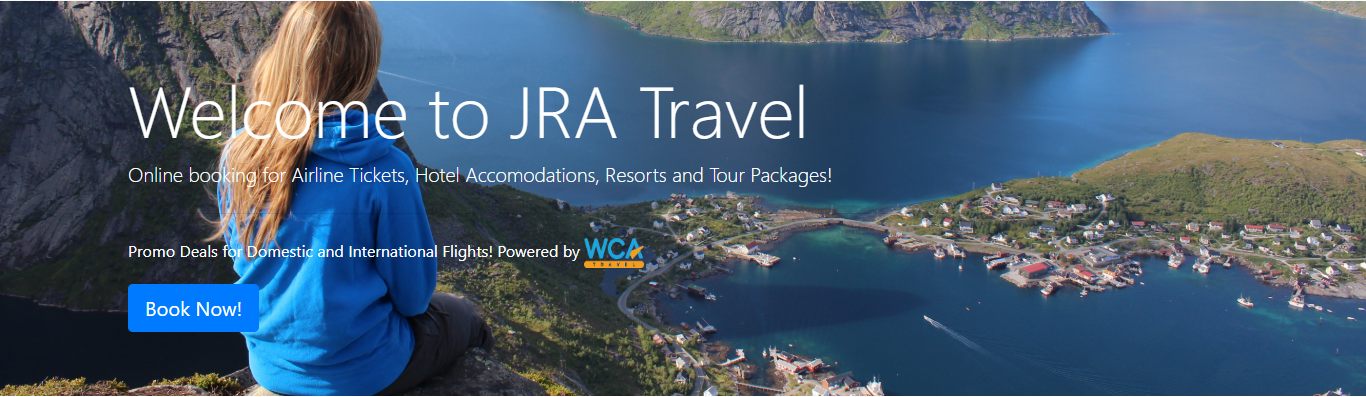 Welcome to JRA Travel
Online booking for Airline Tickets, Hotel Accomodations, Resorts and Tour Packages!
Promo Deals for Domestic and International Flights! Powered by WCA TRAVEL
Book Now!